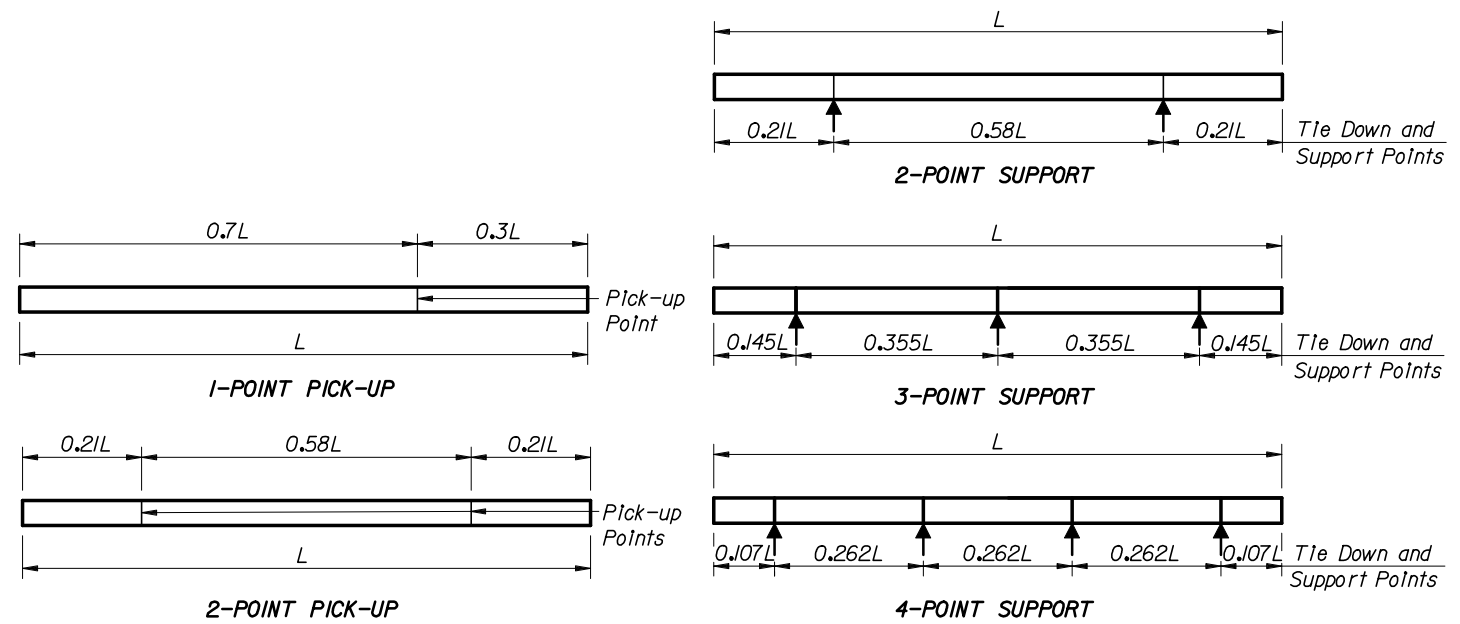 L
0.21L 0.58L 0.21L Tie Down and
Support Points
2-POINT SUPPORT
0.7L 0.3L
Pick-up
Point
L
1-POINT PICK-UP
L
0.145L 0.355L 0.355L 0.145L Tie Down and
Support Points
3-POINT SUPPORT
0.21L 0.58L 0.21L
Pick-up
Points
L
2-POINT PICK-UP
L
0.107L 0.262L 0.262L 0.262L 0.107L Tie Down and
Support Points
4-POINT SUPPORT